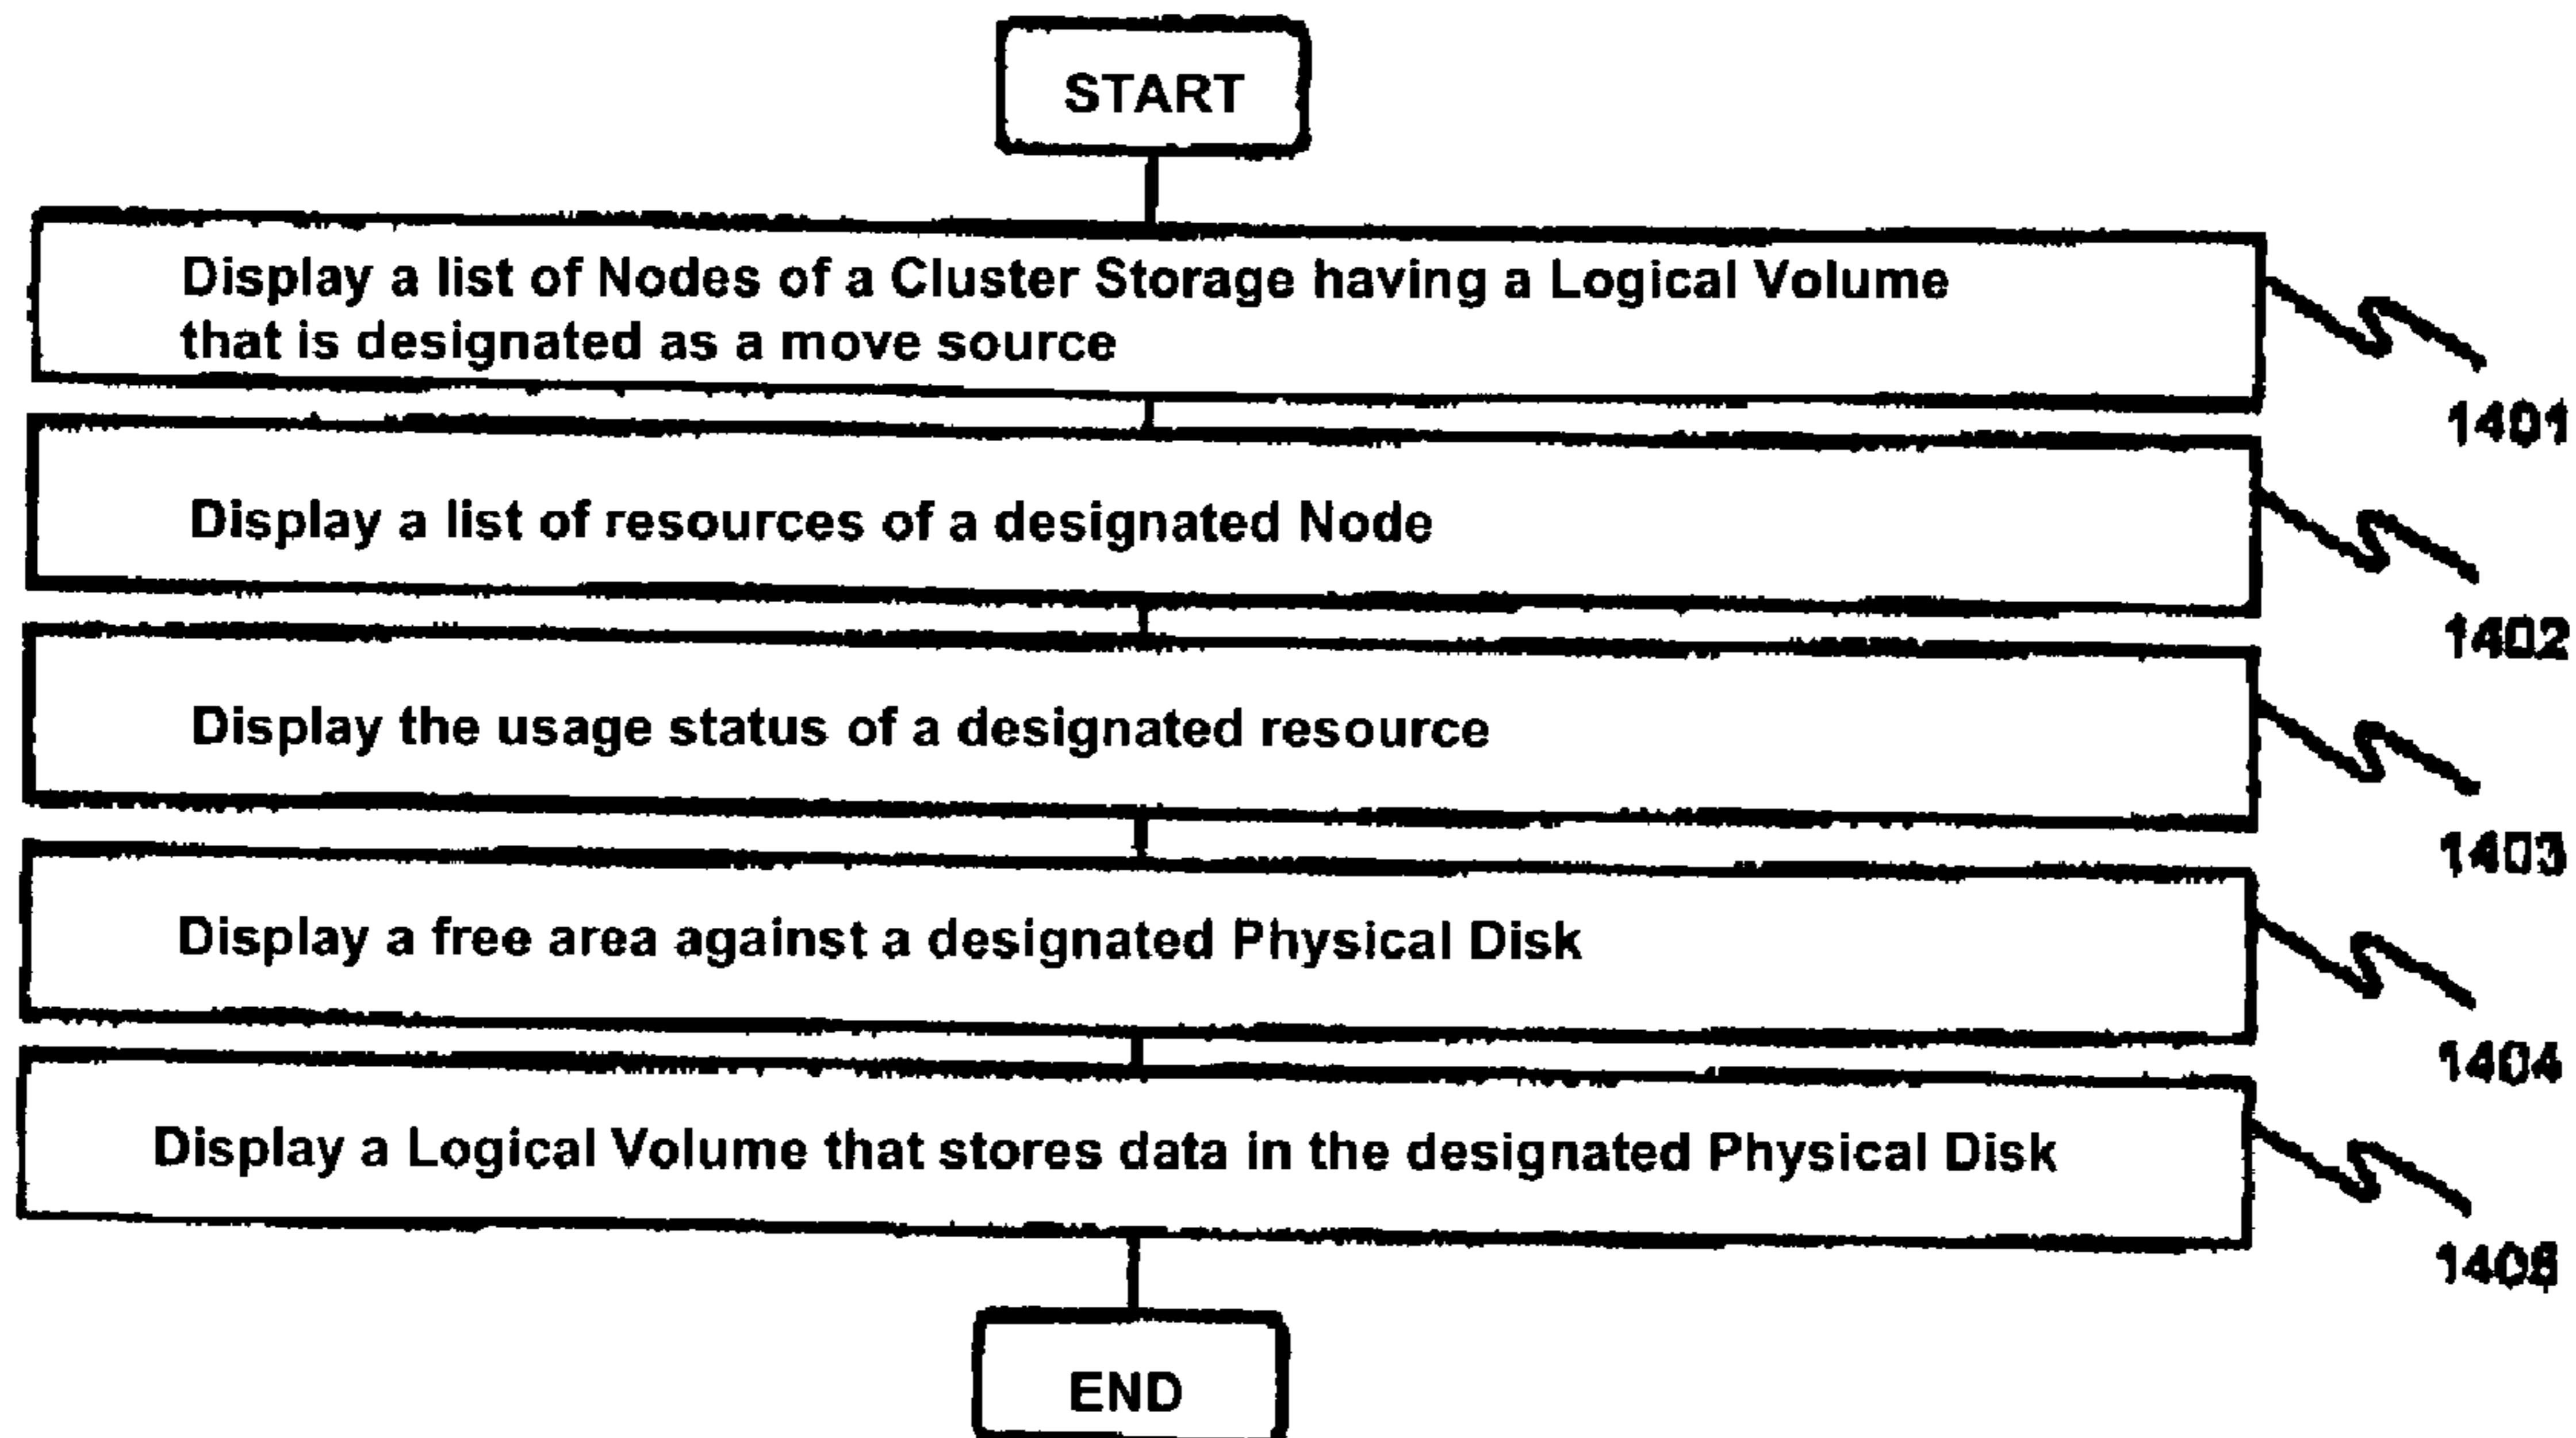 START
Display a list of Nodes of a Cluster Storage having a Logical Volume
that is designated as a move source
1401
Display a list of resources of a designated Node
1402
Display the usage status of a designated resource
1403
Display a free area against a designated Physical Disk
1404
Display a Logical Volume that stores data in the designated Physical Disk
END